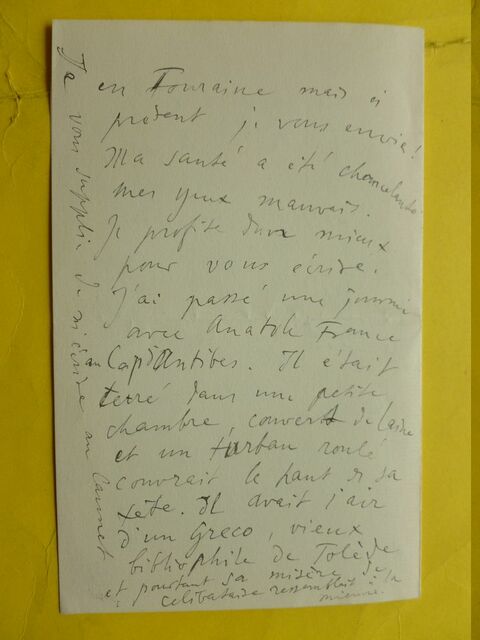 en Touraine mais à
présent je vous envie!
Ma santé a été chancelante
mes yeux mauvais.
Je profite d'un mieux
pour vous écrire.
J'ai passé une journée
avec Anatole France
au Cap d'Antibes. Il était
terré dans une petite
chambre, couvert de laine
et un turban roulé
couvrait le haut de sa
tête. Il avait l'air
d'un Greco, vieux
bibliophile de Tolède
et pourtant sa misère de
célibataire ressemblait à la
mienne.
Je vous supplie de m'écrire au Cannet